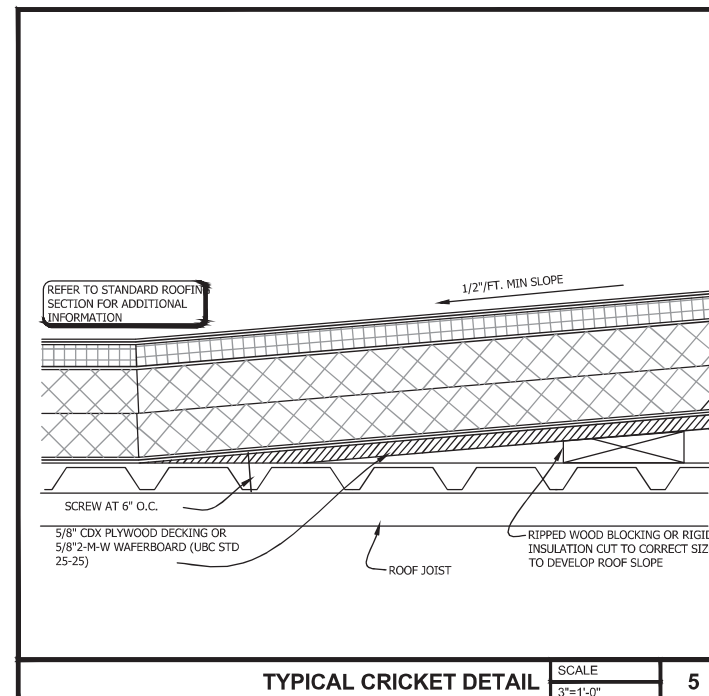 REFER TO STANDARD ROOFING
SECTION FOR ADDITIONAL
INFORMATION
1/2"/FT. MIN SLOPE
SCREW AT 6" O.C.
5/8" CDX PLYWOOD DECKING OR
5/8"2-M-W WAFERBOARD (UBC STD
25-25)
ROOF JOIST
RIPPED WOOD BLOCKING OR RIGID
INSULATION CUT TO CORRECT SIZ
TO DEVELOP ROOF SLOPE
TYPICAL CRICKET DETAIL
SCALE
3"=1'-0"
5